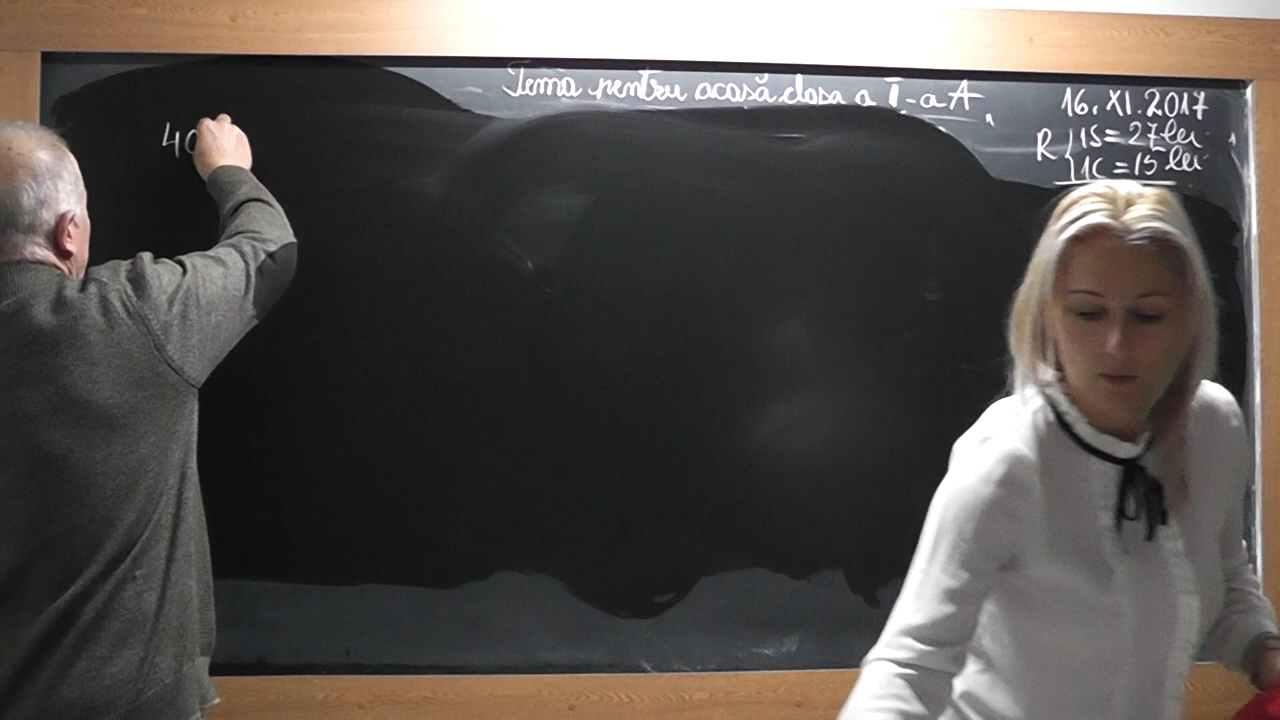 Tema pentru acasă clasa a I-a A
16.XI.2017
R { 1S = 27 lei
1C = 15 lei
40